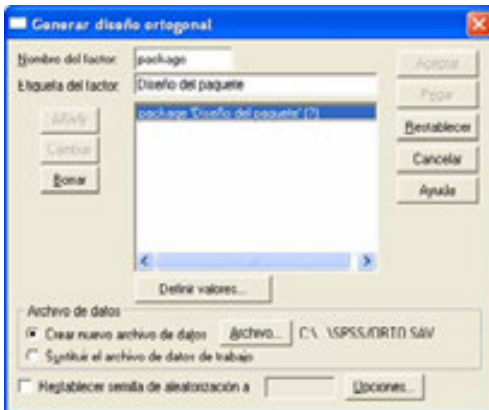 Generar diseño ortogonal
Nombre del factor: package
Etiqueta del factor: Diseño del paquete
Añadir
Cambiar
Borrar
package 'Diseño del paquete' (?)
Aceptar
Pegar
Restablecer
Cancelar
Ayuda
Definir valores...
Archivo de datos
Crear nuevo archivo de datos Archivo... C:\...\SPSS/ORTO.SAV
Sustituir el archivo de datos de trabajo
Restablecer semilla de aleatorización a Opciones...